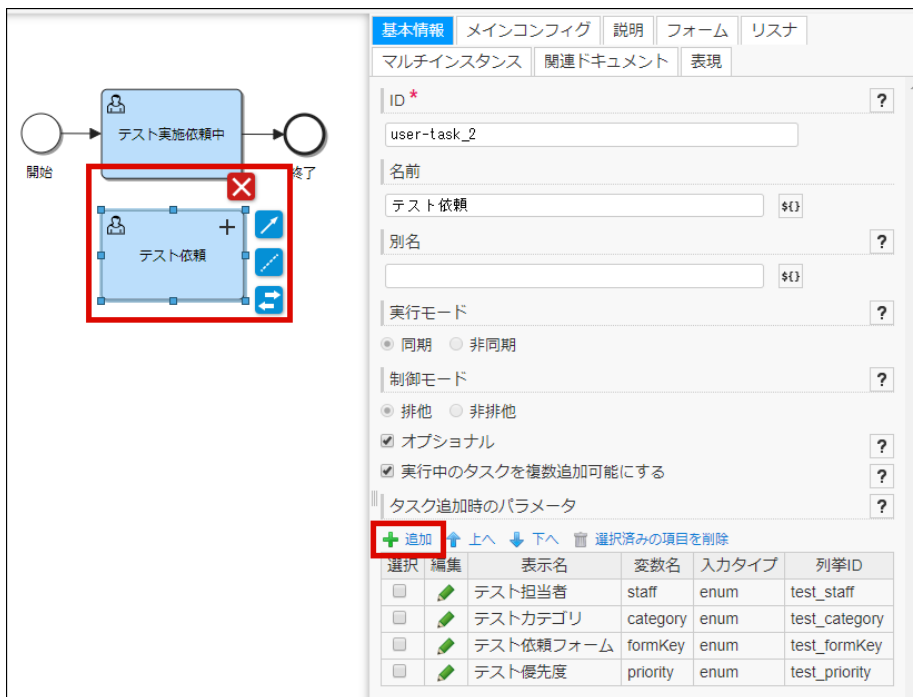 開始
テスト実施依頼中
終了
テスト依頼
基本情報 メインコンフィグ 説明 フォーム リスナ
マルチインスタンス 関連ドキュメント 表現
ID * ?
user-task_2
名前
テスト依頼 ${}
別名 ?
${}
実行モード ?
同期 非同期
制御モード ?
排他 非排他
オプショナル ?
実行中のタスクを複数追加可能にする ?
タスク追加時のパラメータ ?
追加 上へ 下へ 選択済みの項目を削除
選択 編集 表示名 変数名 入力タイプ 列挙ID
テスト担当者 staff enum test_staff
テストカテゴリ category enum test_category
テスト依頼フォーム formKey enum test_formKey
テスト優先度 priority enum test_priority